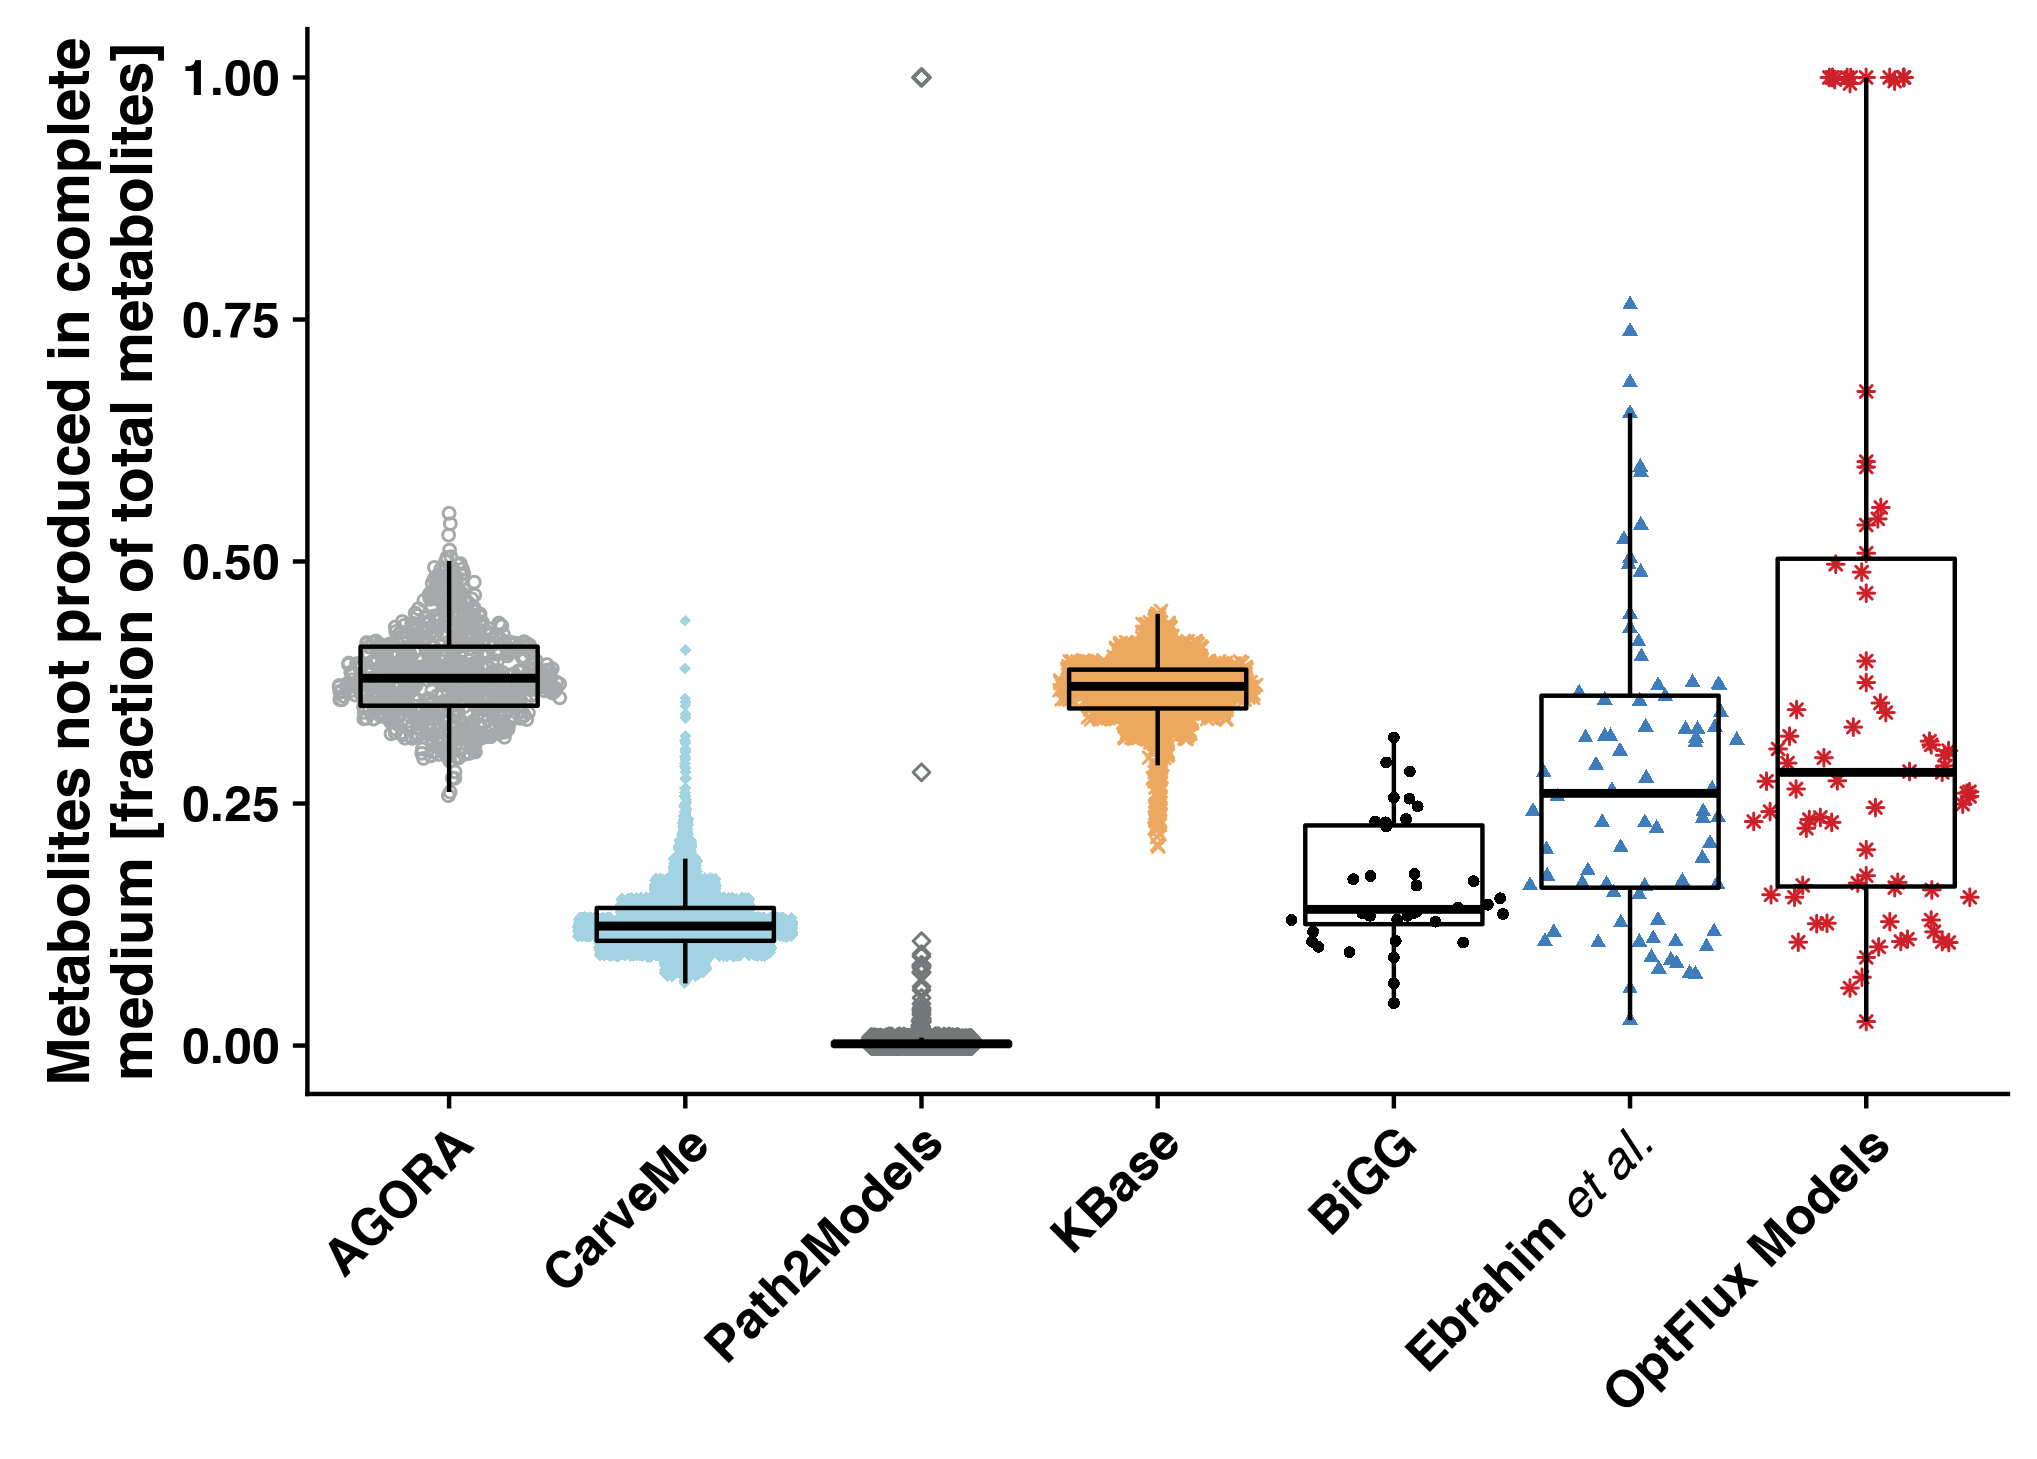 Metabolites not produced in complete
medium [fraction of total metabolites]
1.00
0.75
0.50
0.25
0.00
AGORA
CarveMe
Path2Models
KBase
BiGG
Ebrahim et al.
OptFlux Models